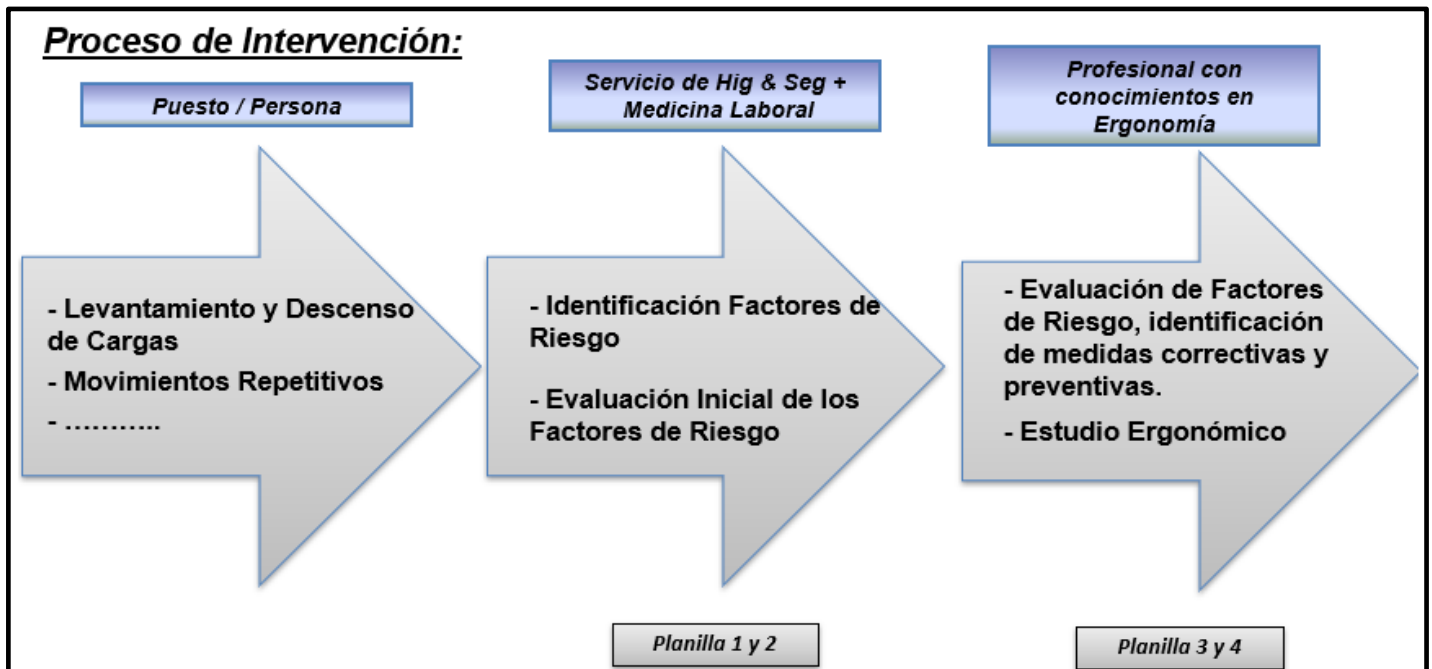 Proceso de Intervención:
Puesto / Persona
Servicio de Hig & Seg +
Medicina Laboral
Profesional con
conocimientos en
Ergonomía
- Levantamiento y Descenso
de Cargas
- Movimientos Repetitivos
- ………..
- Identificación Factores de
Riesgo
- Evaluación Inicial de los
Factores de Riesgo
- Evaluación de Factores
de Riesgo, identificación
de medidas correctivas y
preventivas.
- Estudio Ergonómico
Planilla 1 y 2
Planilla 3 y 4